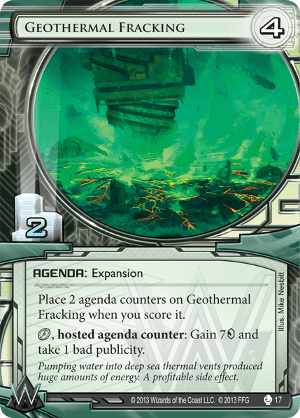 GEOTHERMAL FRACKING
4
2
AGENDA: Expansion
Place 2 agenda counters on Geothermal
Fracking when you score it.
, hosted agenda counter: Gain 7 and
take 1 bad publicity.
Pumping water into deep sea thermal vents produced
huge amounts of energy. A profitable side effect.
Illus. Mike Nesbitt
© 2013 Wizards of the Coast LLC. © 2013 FFG
17